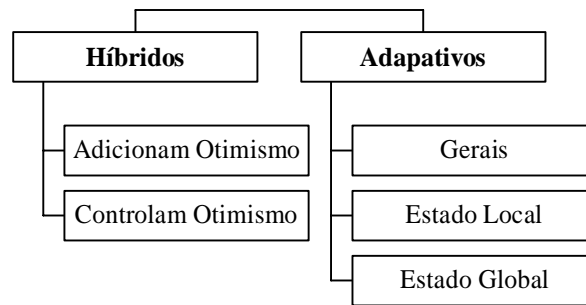 Híbridos
Adapativos
Adicionam Otimismo
Controlam Otimismo
Gerais
Estado Local
Estado Global